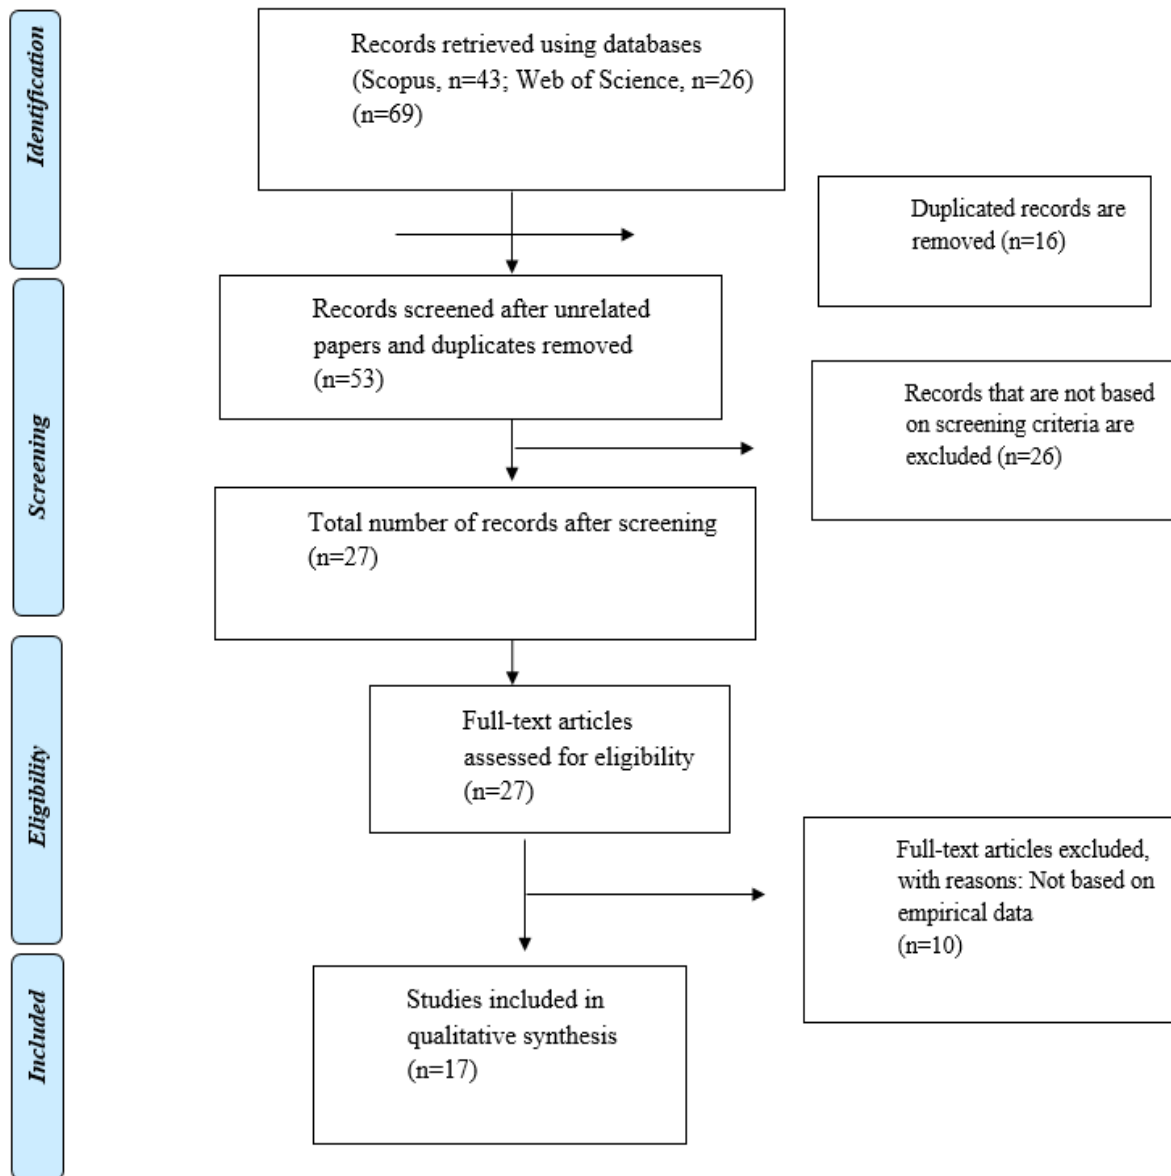 Identification
Records retrieved using databases
(Scopus, n=43; Web of Science, n=26)
(n=69)
Duplicated records are
removed (n=16)
Screening
Records screened after unrelated
papers and duplicates removed
(n=53)
Records that are not based
on screening criteria are
excluded (n=26)
Total number of records after screening
(n=27)
Eligibility
Full-text articles
assessed for eligibility
(n=27)
Full-text articles excluded,
with reasons: Not based on
empirical data
(n=10)
Included
Studies included in
qualitative synthesis
(n=17)